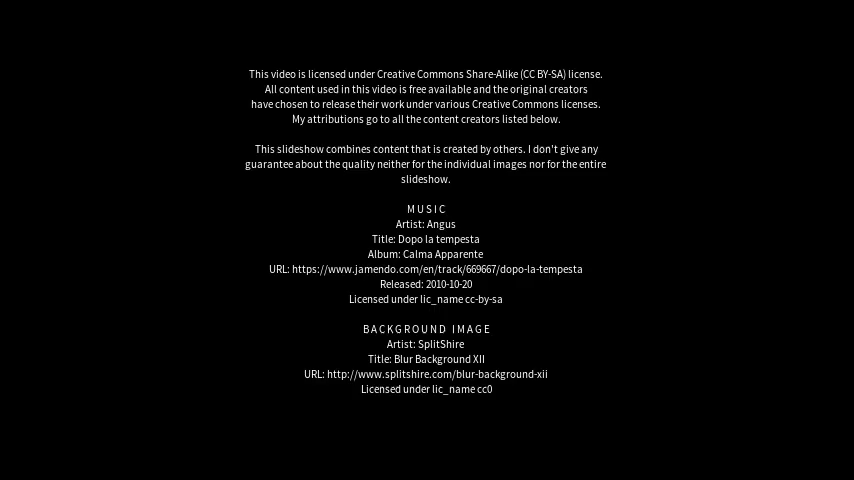 This video is licensed under Creative Commons Share-Alike (CC BY-SA) license.
All content used in this video is free available and the original creators
have chosen to release their work under various Creative Commons licenses.
My attributions go to all the content creators listed below.
This slideshow combines content that is created by others. I don't give any
guarantee about the quality neither for the individual images nor for the entire
slideshow.
MUSIC
Artist: Angus
Title: Dopo la tempesta
Album: Calma Apparente
URL: https://www.jamendo.com/en/track/669667/dopo-la-tempesta
Released: 2010-10-20
Licensed under lic_name cc-by-sa
BACKGROUND IMAGE
Artist: SplitShire
Title: Blur Background XII
URL: http://www.splitshire.com/blur-background-xii
Licensed under lic_name cc0